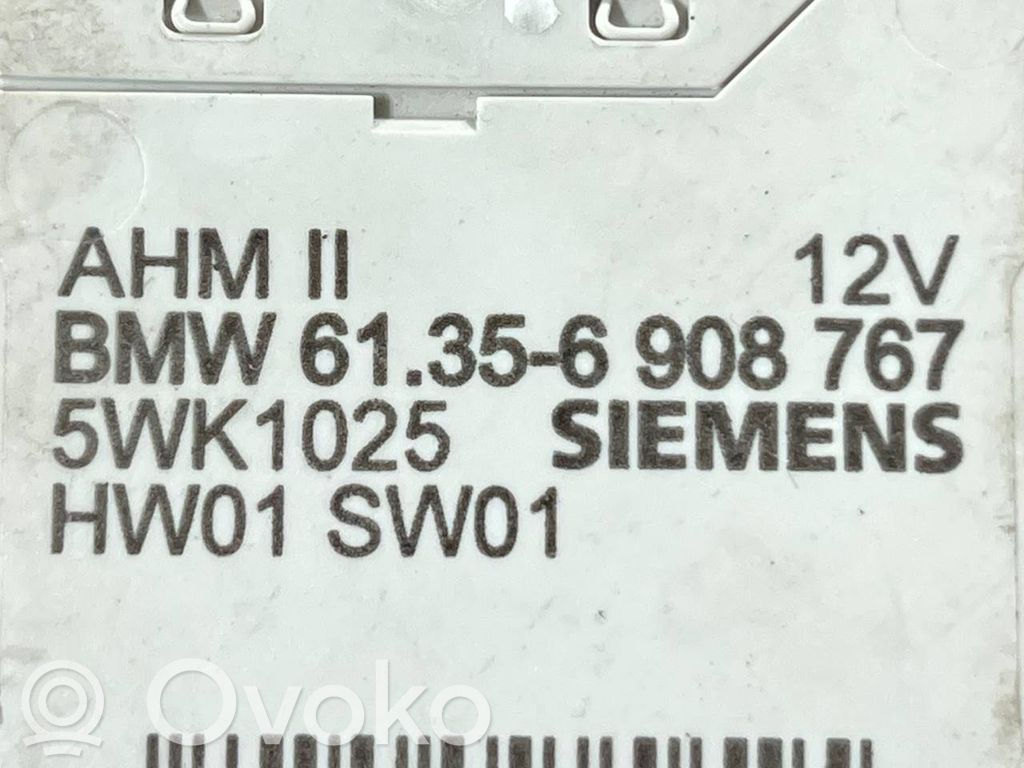 AHM II 12V
BMW 61.35-6 908 767
5WK1025 SIEMENS
HW01 SW01
Ovoko